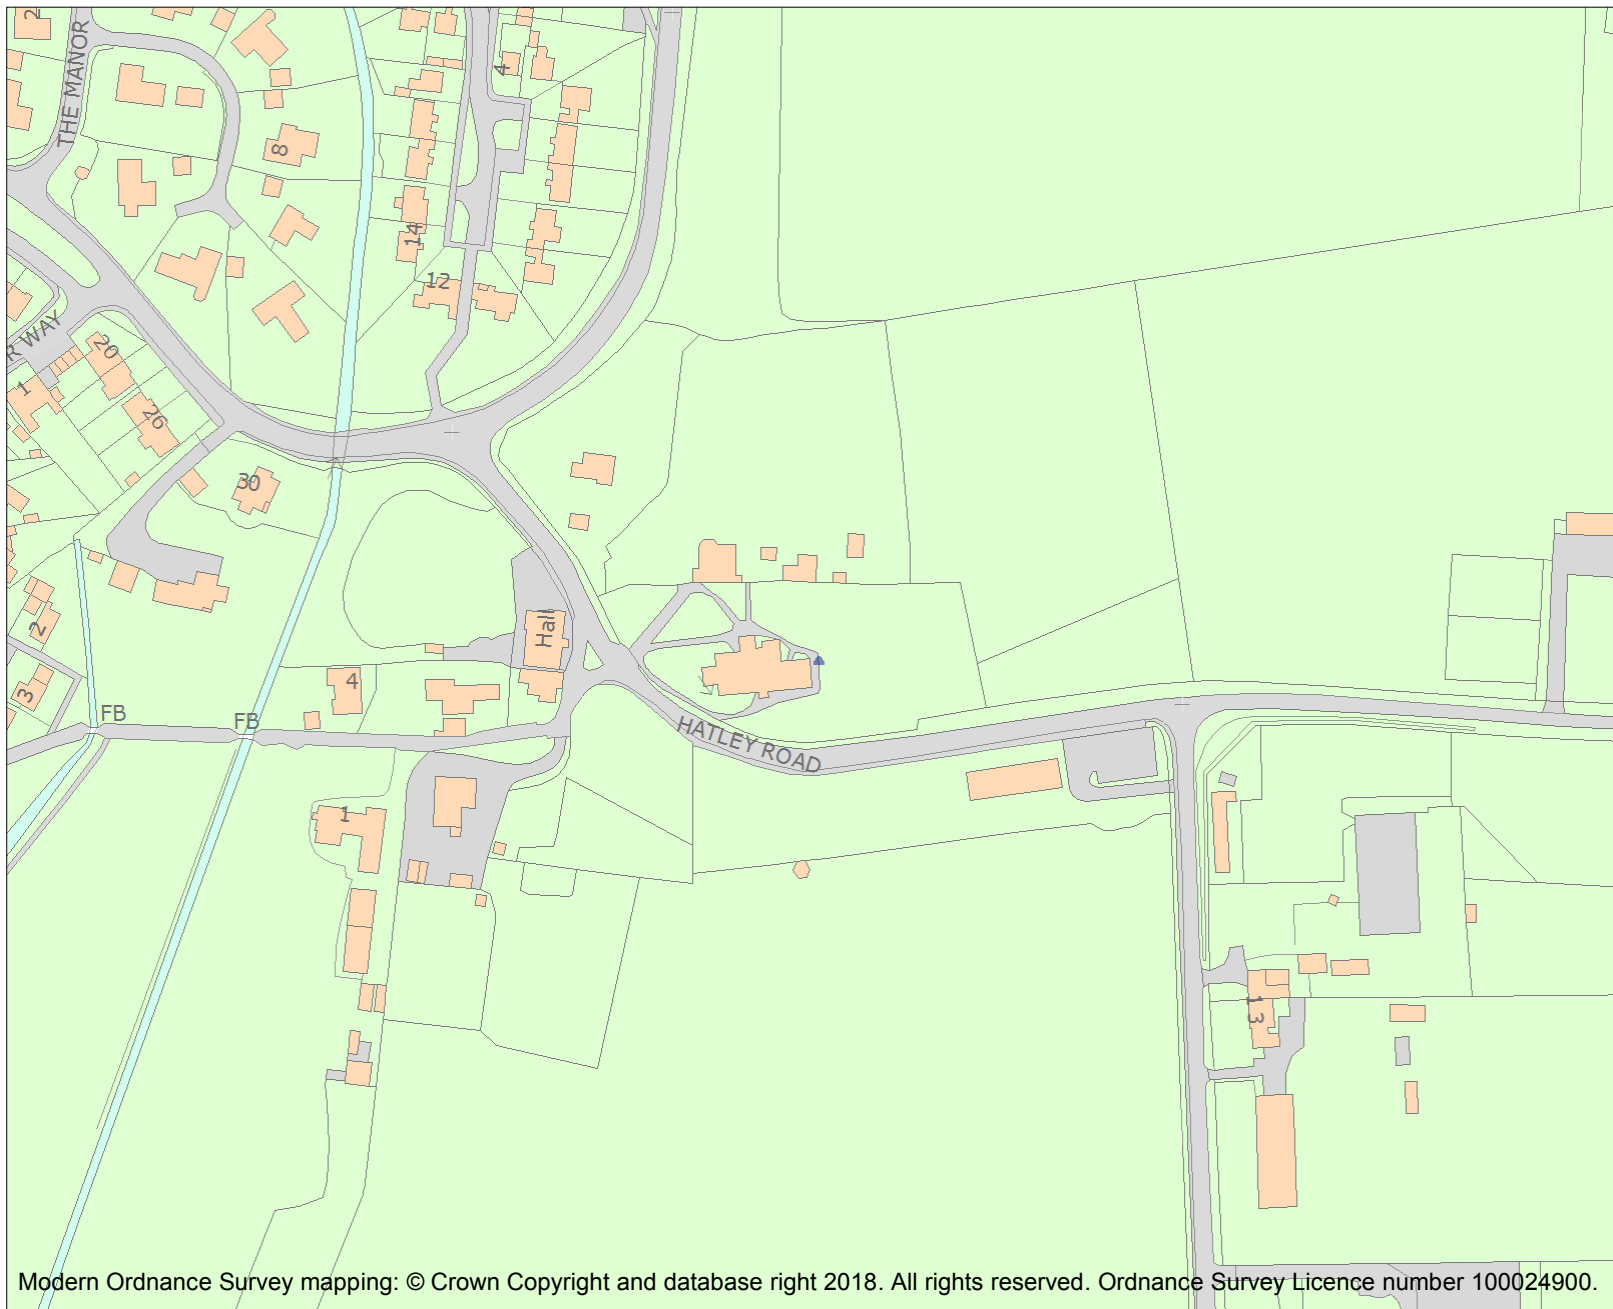 2
THE MANOR
4
8
14
12
R WAY
20
1
26
30
Hall
2
4
3
FB
FB
HATLEY ROAD
1
13
Modern Ordnance Survey mapping: © Crown Copyright and database right 2018. All rights reserved. Ordnance Survey Licence number 100024900.